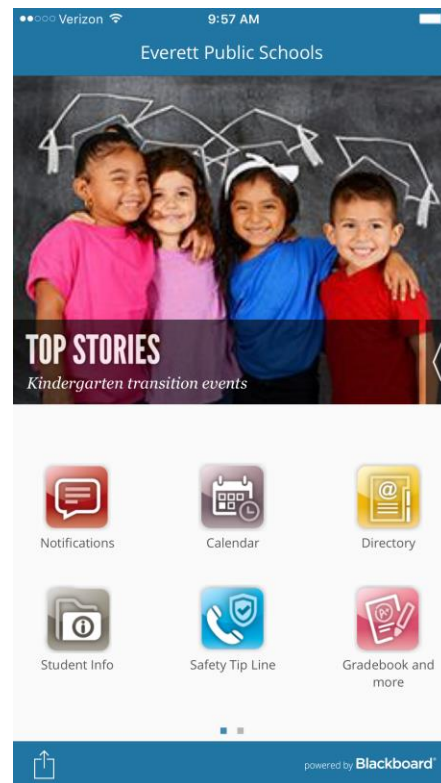 Verizon 9:57 AM
Everett Public Schools
TOP STORIES
Kindergarten transition events
@ A+
Notifications Calendar Directory
i
Student Info Safety Tip Line Gradebook and
more
powered by Blackboard